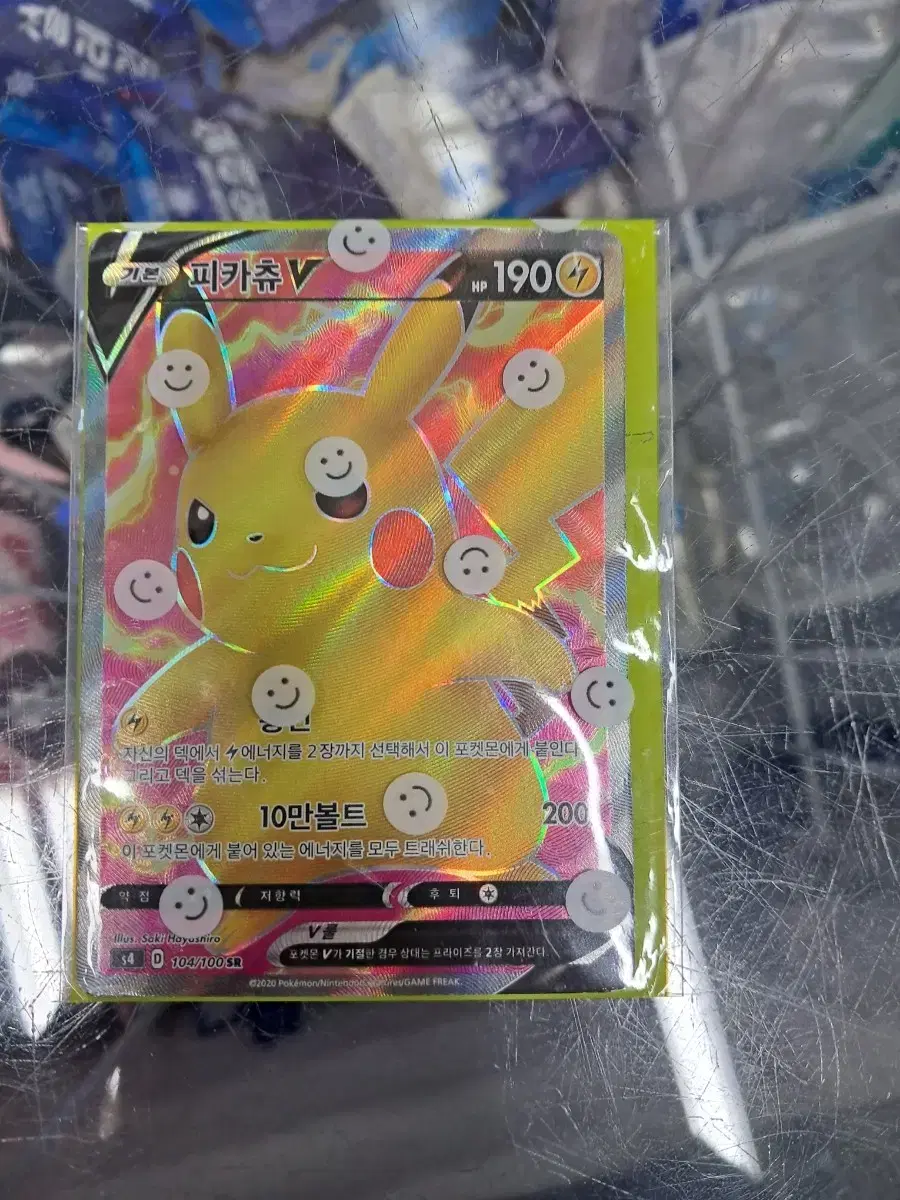 기본 피카츄V HP 190
자신의 덱에서 에너지를 2장까지 선택해서 이 포켓몬에게 붙인다.
그리고 덱을 섞는다.
10만볼트 200
이 포켓몬에게 붙어 있는 에너지를 모두 트래쉬한다.
약점 저항력 후퇴
Illus. Saki Hayashiro
V룰
포켓몬 V가 기절한 경우 상대는 프라이즈를 2장 가져간다.
s4 D 104/100 SR
©2020 Pokémon/Nintendo/Creatures/GAME FREAK.